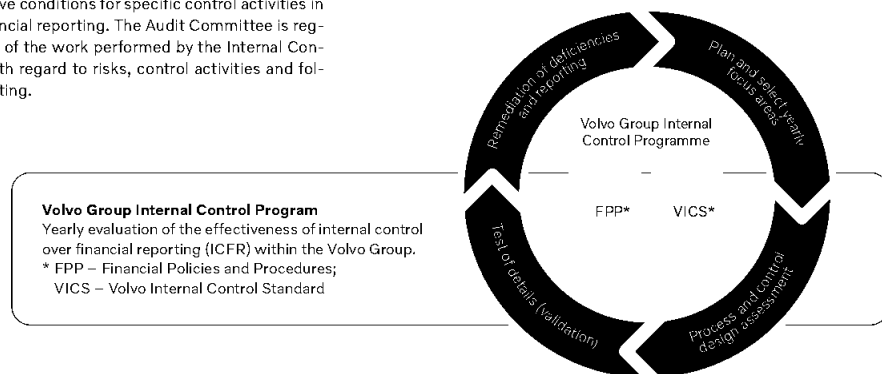 ve conditions for specific control activities in
ncial reporting. The Audit Committee is reg-
of the work performed by the Internal Con-
th regard to risks, control activities and fol-
ting.
Remediation of deficiencies
and reporting
Plan and select yearly
focus areas
Volvo Group Internal
Control Programme
Volvo Group Internal Control Program
Yearly evaluation of the effectiveness of internal control
over financial reporting (ICFR) within the Volvo Group.
* FPP – Financial Policies and Procedures;
VICS – Volvo Internal Control Standard
FPP* VICS*
Test of details (validation)
Process and control
design assessment